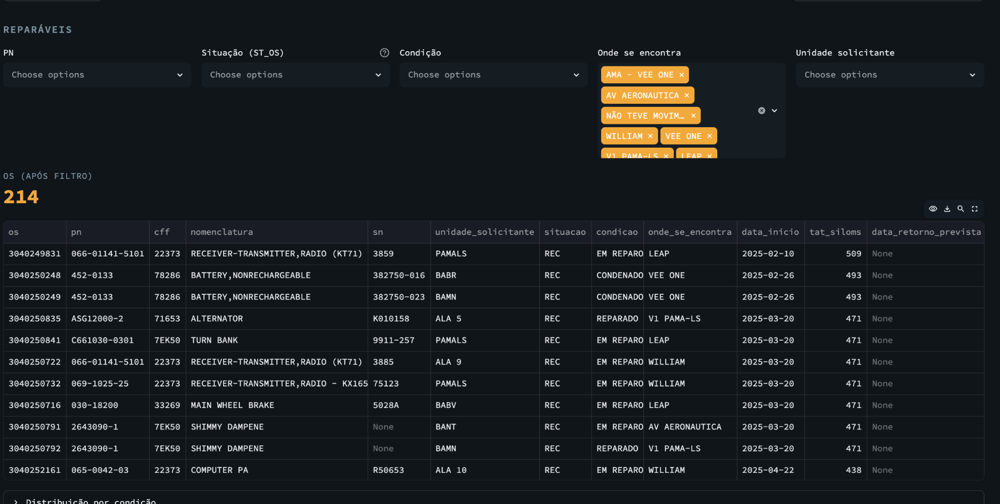 REPARÁVEIS
PN Situação (ST_OS) Condição Onde se encontra Unidade solicitante
Choose options Choose options Choose options AMA - VEE ONE × Choose options
AV AERONAUTICA ×
NÃO TEVE MOVIM… ×
WILLIAM × VEE ONE ×
V1 PAMA-LS × LEAP ×
OS (APÓS FILTRO)
214
os pn cff nomenclatura sn unidade_solicitante situacao condicao onde_se_encontra data_inicio tat_siloms data_retorno_prevista
3040249831 066-01141-5101 22373 RECEIVER-TRANSMITTER,RADIO (KT71) 3859 PAMALS REC EM REPARO LEAP 2025-02-10 509 None
3040250248 452-0133 78286 BATTERY,NONRECHARGEABLE 382750-016 BABR REC CONDENADO VEE ONE 2025-02-26 493 None
3040250249 452-0133 78286 BATTERY,NONRECHARGEABLE 382750-023 BAMN REC CONDENADO VEE ONE 2025-02-26 493 None
3040250835 ASG12000-2 71653 ALTERNATOR K010158 ALA 5 REC REPARADO V1 PAMA-LS 2025-03-20 471 None
3040250841 C661030-0301 7EK50 TURN BANK 9911-257 PAMALS REC EM REPARO LEAP 2025-03-20 471 None
3040250722 066-01141-5101 22373 RECEIVER-TRANSMITTER,RADIO (KT71) 3885 ALA 9 REC EM REPARO WILLIAM 2025-03-20 471 None
3040250732 069-1025-25 22373 RECEIVER-TRANSMITTER,RADIO - KX165 75123 PAMALS REC EM REPARO WILLIAM 2025-03-20 471 None
3040250716 030-18200 33269 MAIN WHEEL BRAKE 5028A BABV REC EM REPARO LEAP 2025-03-20 471 None
3040250791 2643090-1 7EK50 SHIMMY DAMPENE None BANT REC EM REPARO AV AERONAUTICA 2025-03-20 471 None
3040250792 2643090-1 7EK50 SHIMMY DAMPENE None BAMN REC REPARADO V1 PAMA-LS 2025-03-20 471 None
3040252161 065-0042-03 22373 COMPUTER PA R50653 ALA 10 REC EM REPARO WILLIAM 2025-04-22 438 None
Distribuição por condição